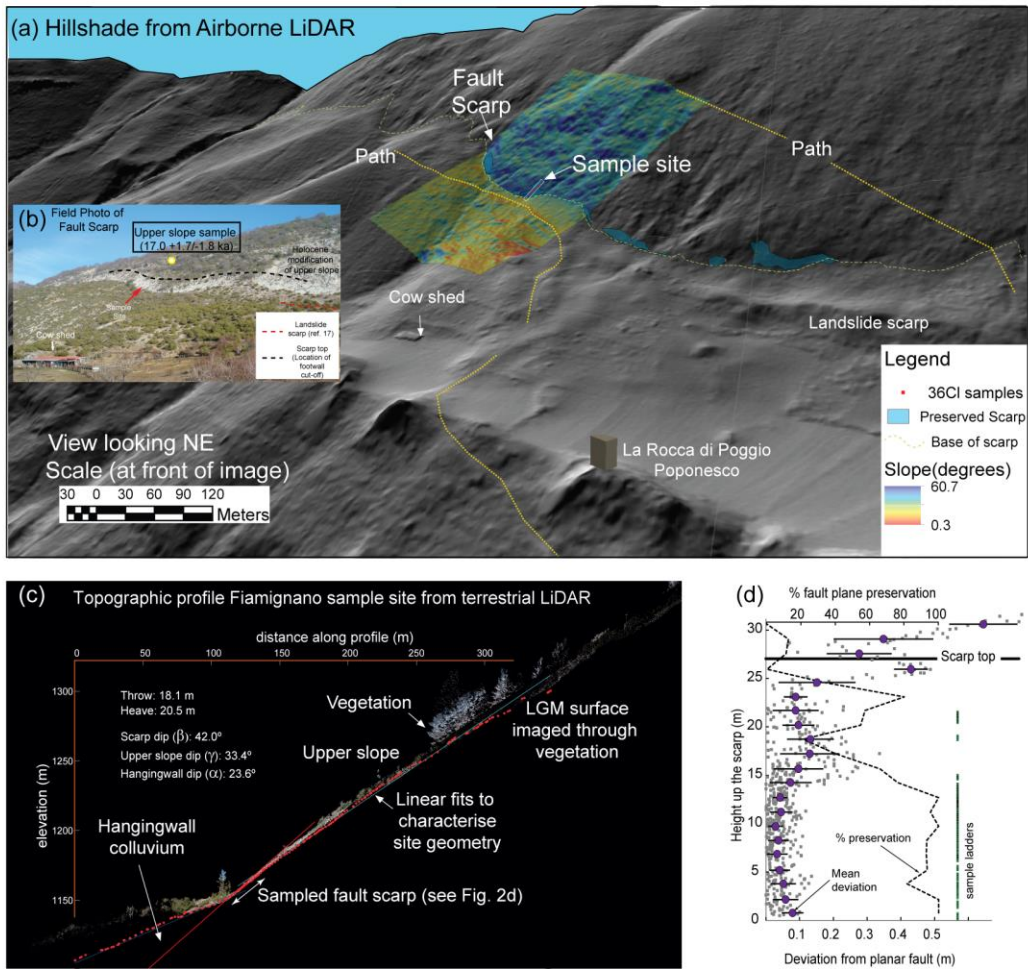 (a) Hillshade from Airborne LiDAR
Fault
Scarp
Path
Sample site
Path
(b)
Field Photo of
Fault Scarp
Upper slope sample
(17.0 +1.7/-1.8 ka)
Holocene
modification
of upper slope
Sample
Cow shed
Landslide
scarp (ref. 17)
Scarp top
(Location of
footwall
cut-off)
Cow shed
Landslide scarp
La Rocca di Poggio
Poponesco
View looking NE
Scale (at front of image)
30 0 30 60 90 120
Meters
Legend
36Cl samples
Preserved Scarp
Base of scarp
Slope(degrees)
60.7
0.3
(c)
Topographic profile Fiamignano sample site from terrestrial LiDAR
distance along profile (m)
0 50 100 150 200 250 300
1300
1250
1200
1150
elevation (m)
Throw: 18.1 m
Heave: 20.5 m
Scarp dip (β): 42.0º
Upper slope dip (γ): 33.4º
Hangingwall dip (α): 23.6º
Vegetation
Upper slope
LGM surface
imaged through
vegetation
Linear fits to
characterise
site geometry
Hangingwall
colluvium
Sampled fault scarp (see Fig. 2d)
(d)
% fault plane preservation
20 40 60 80 100
30
25
20
15
10
5
0
Height up the scarp (m)
Scarp top
% preservation
Mean
deviation
sample ladders
0.1 0.2 0.3 0.4 0.5
Deviation from planar fault (m)